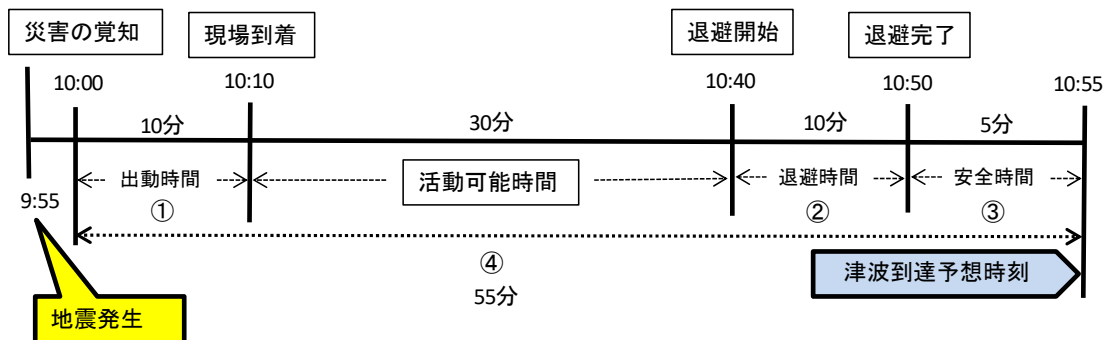 災害の覚知
現場到着
退避開始
退避完了
10:00
10:10
10:40
10:50
10:55
10分
30分
10分
5分
出動時間
活動可能時間
退避時間
安全時間
9:55
①
②
③
④
55分
津波到達予想時刻
地震発生